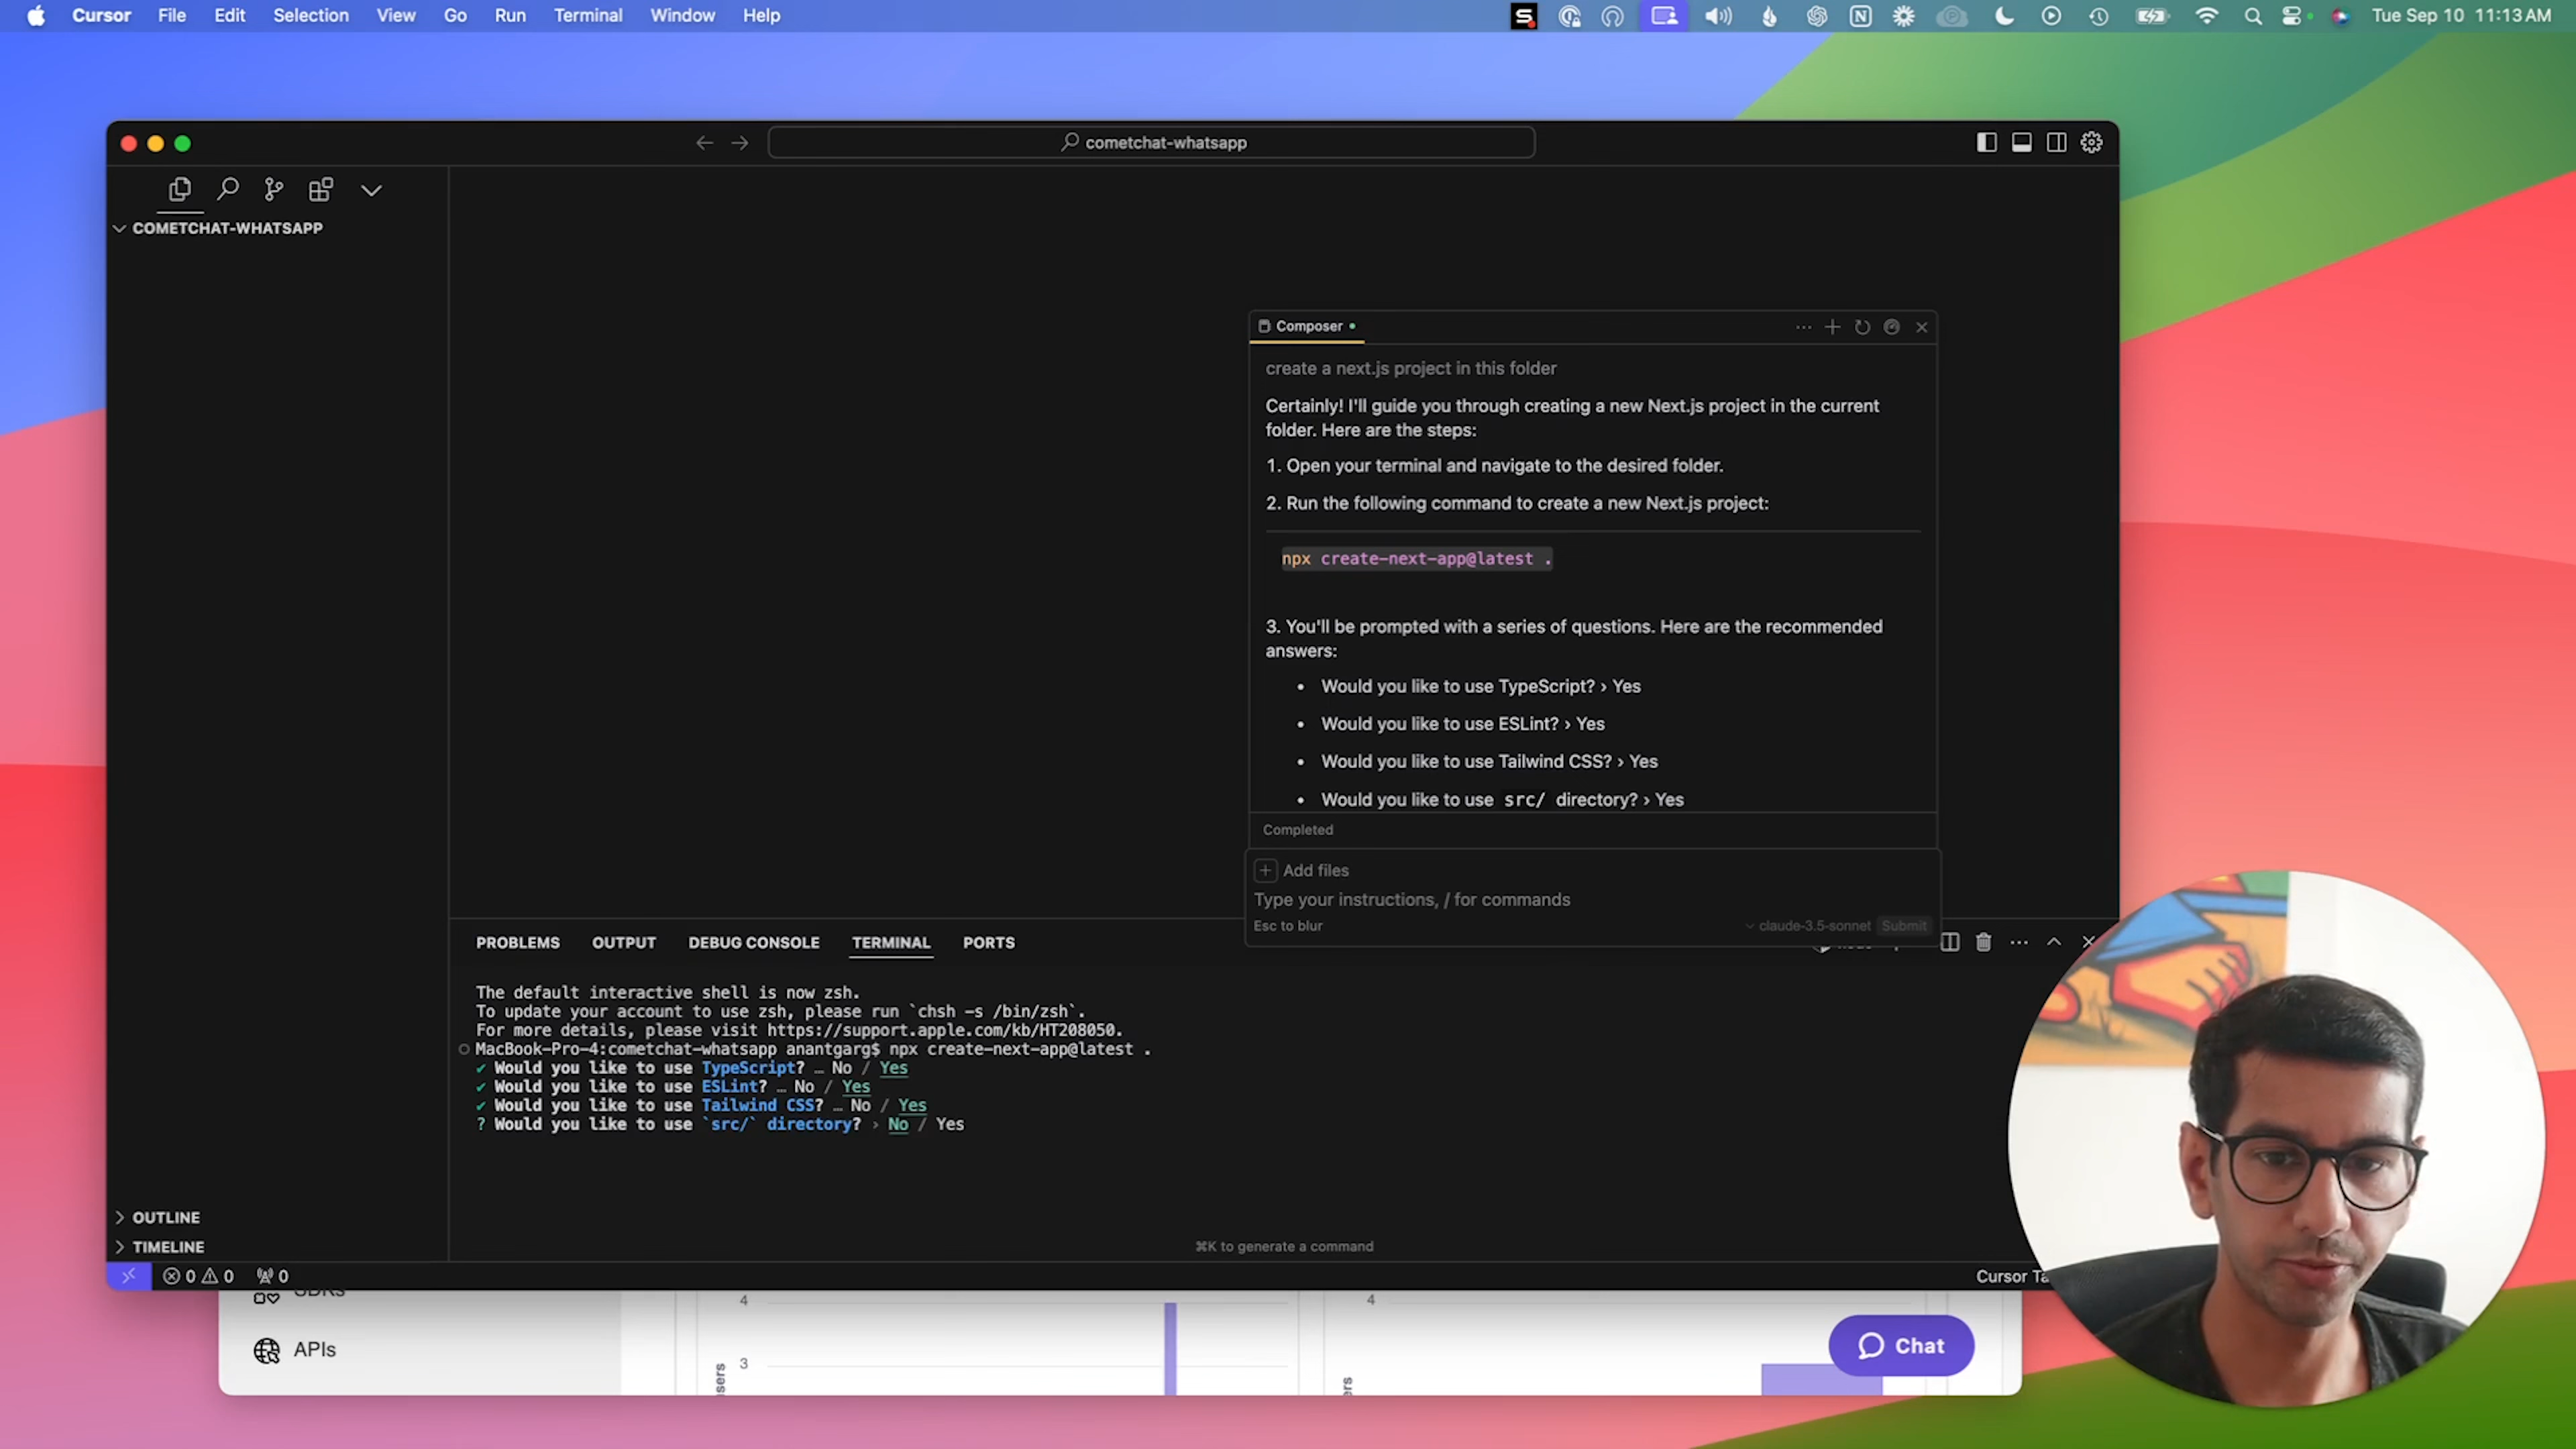 Cursor File Edit Selection View Go Run Terminal Window Help
Tue Sep 10 11:13 AM
cometchat-whatsapp
COMETCHAT-WHATSAPP
Composer
create a next.js project in this folder
Certainly! I'll guide you through creating a new Next.js project in the current
folder. Here are the steps:
1. Open your terminal and navigate to the desired folder.
2. Run the following command to create a new Next.js project:
npx create-next-app@latest .
3. You'll be prompted with a series of questions. Here are the recommended
answers:
• Would you like to use TypeScript? › Yes
• Would you like to use ESLint? › Yes
• Would you like to use Tailwind CSS? › Yes
• Would you like to use src/ directory? › Yes
Completed
+ Add files
Type your instructions, / for commands
Esc to blur
claude-3.5-sonnet Submit
PROBLEMS OUTPUT DEBUG CONSOLE TERMINAL PORTS
The default interactive shell is now zsh.
To update your account to use zsh, please run `chsh -s /bin/zsh`.
For more details, please visit https://support.apple.com/kb/HT208050.
MacBook-Pro-4:cometchat-whatsapp anantgarg$ npx create-next-app@latest .
✔ Would you like to use TypeScript? … No / Yes
✔ Would you like to use ESLint? … No / Yes
✔ Would you like to use Tailwind CSS? … No / Yes
? Would you like to use `src/` directory? › No / Yes
⌘K to generate a command
OUTLINE
TIMELINE
0 0 0
Cursor
SDKs
APIs
4
3
4
Chat